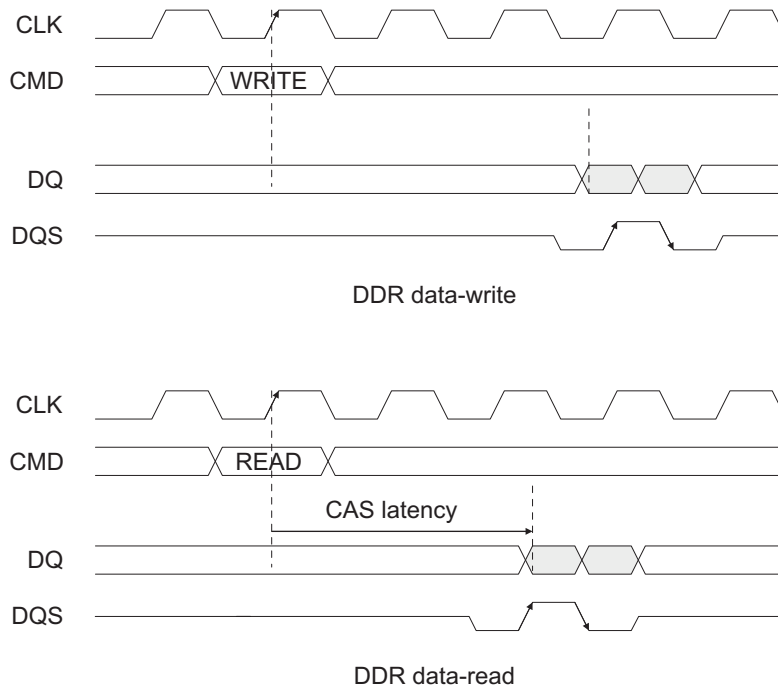 CLK
CMD
WRITE
DQ
DQS
DDR data-write
CLK
CMD
READ
CAS latency
DQ
DQS
DDR data-read